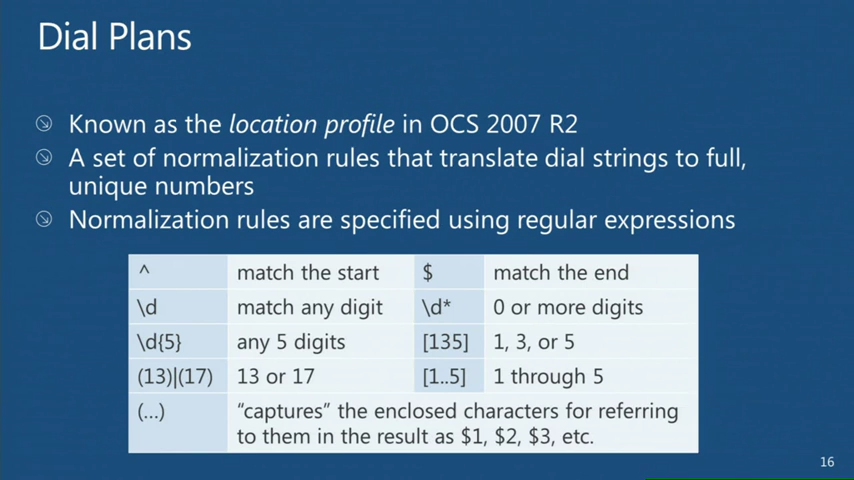 Dial Plans
Known as the location profile in OCS 2007 R2
A set of normalization rules that translate dial strings to full,
unique numbers
Normalization rules are specified using regular expressions
^ match the start $ match the end
\d match any digit \d* 0 or more digits
\d{5} any 5 digits [135] 1, 3, or 5
(13)|(17) 13 or 17 [1..5] 1 through 5
(...) “captures” the enclosed characters for referring
to them in the result as $1, $2, $3, etc.
16